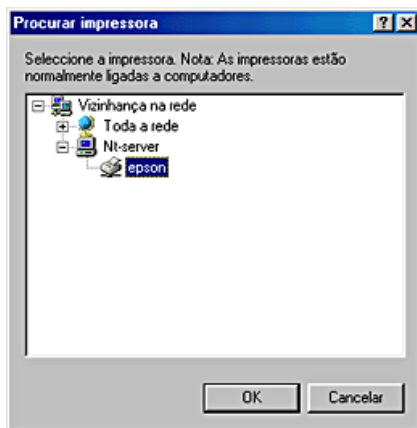 Procurar impressora
Seleccione a impressora. Nota: As impressoras estão
normalmente ligadas a computadores.
Vizinhança na rede
Toda a rede
Nt-server
epson
OK Cancelar